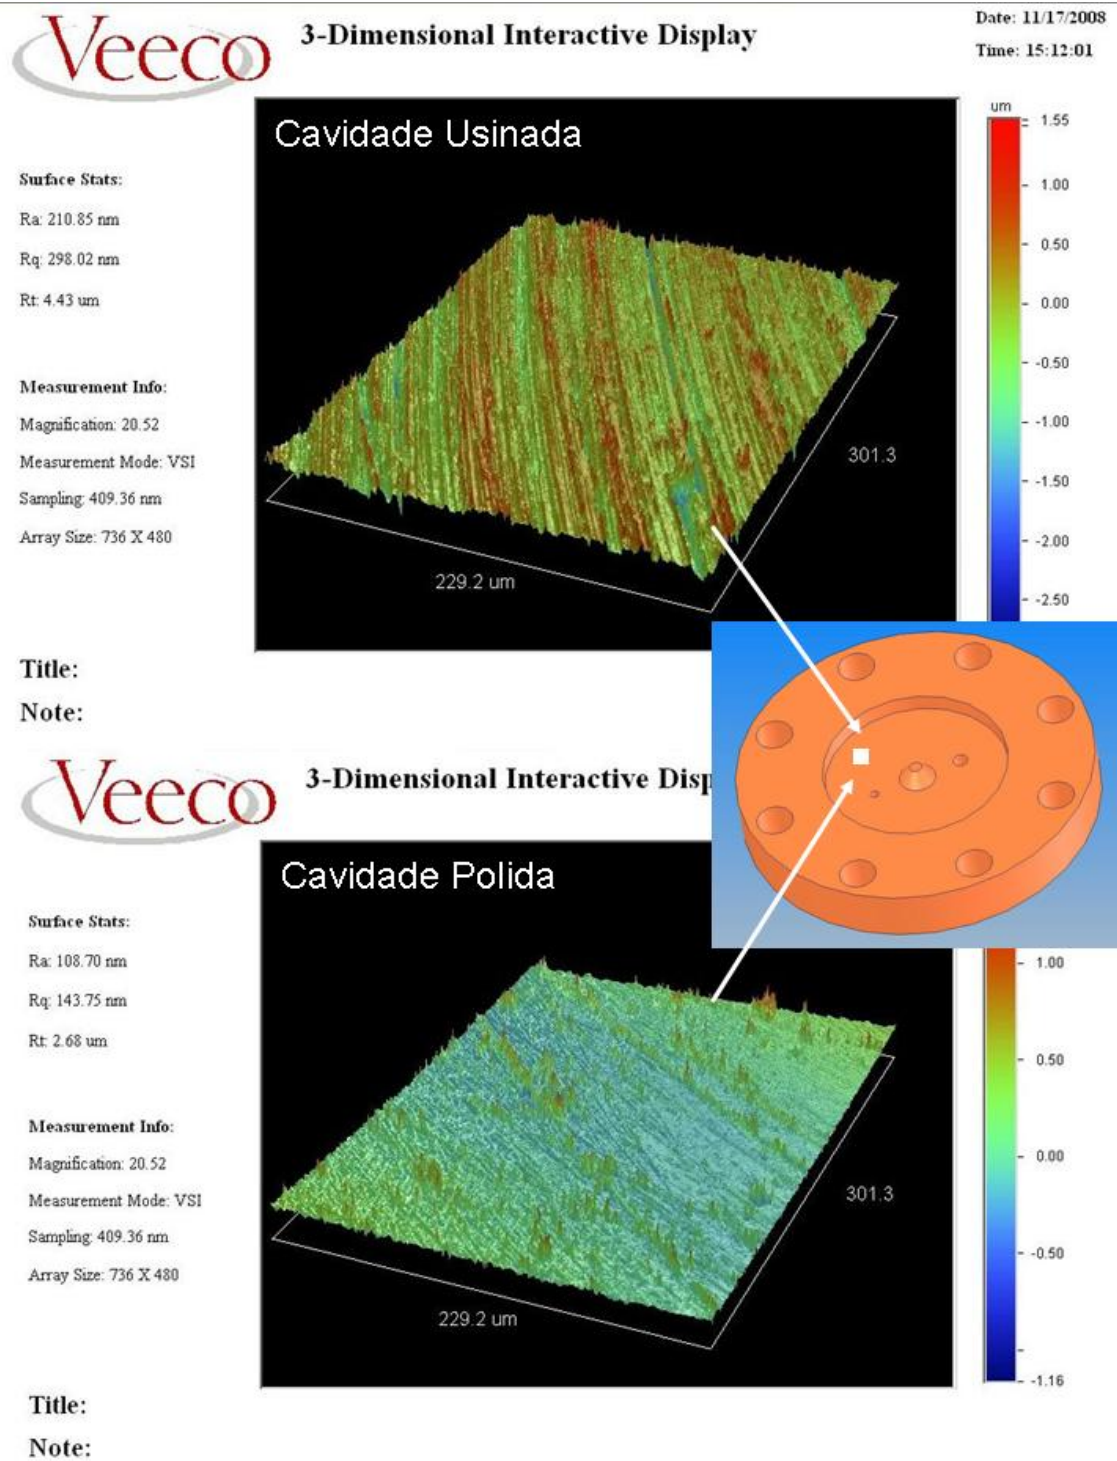 Veeco
3-Dimensional Interactive Display
Date: 11/17/2008
Time: 15:12:01
Cavidade Usinada
Surface Stats:
Ra: 210.85 nm
Rq: 298.02 nm
Rt: 4.43 um
Measurement Info:
Magnification: 20.52
Measurement Mode: VSI
Sampling: 409.36 nm
Array Size: 736 X 480
301.3
229.2 um
um
1.55
1.00
0.50
0.00
-0.50
-1.00
-1.50
-2.00
-2.50
Title:
Note:
Veeco
3-Dimensional Interactive Disp
Cavidade Polida
Surface Stats:
Ra: 108.70 nm
Rq: 143.75 nm
Rt: 2.68 um
Measurement Info:
Magnification: 20.52
Measurement Mode: VSI
Sampling: 409.36 nm
Array Size: 736 X 480
301.3
229.2 um
1.00
0.50
0.00
-0.50
-1.16
Title:
Note: